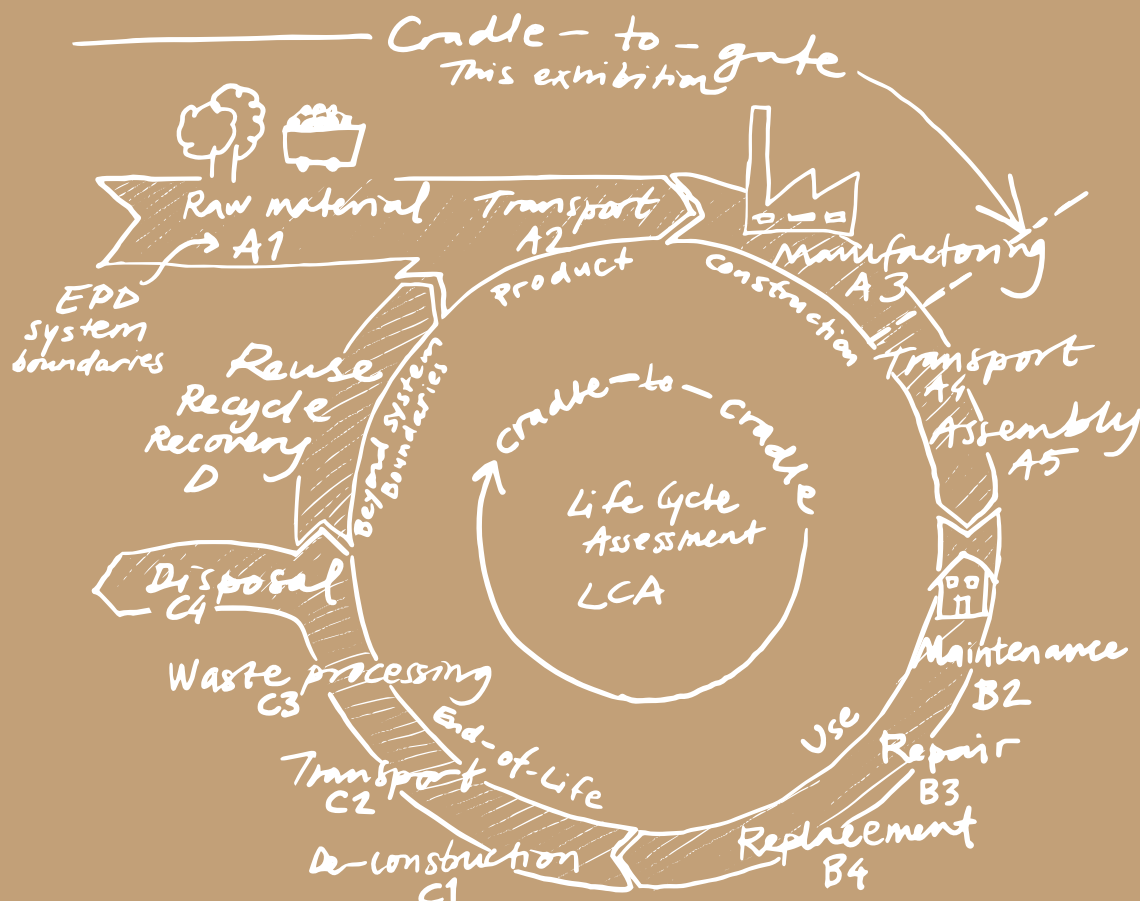 Cradle-to-gate
This exhibition
Raw material
A1
Transport
A2
Manufactoring
A3
EPD
system
boundaries
Product
Construction
Transport
A4
Assembly
A5
Reuse
Recycle
Recovery
D
Beyond System
Boundaries
Cradle-to-cradle
Life Cycle
Assessment
LCA
Disposal
C4
Maintenance
B2
Waste processing
C3
Use
Repair
B3
End-of-Life
Transport
C2
Replacement
B4
De-construction
C1